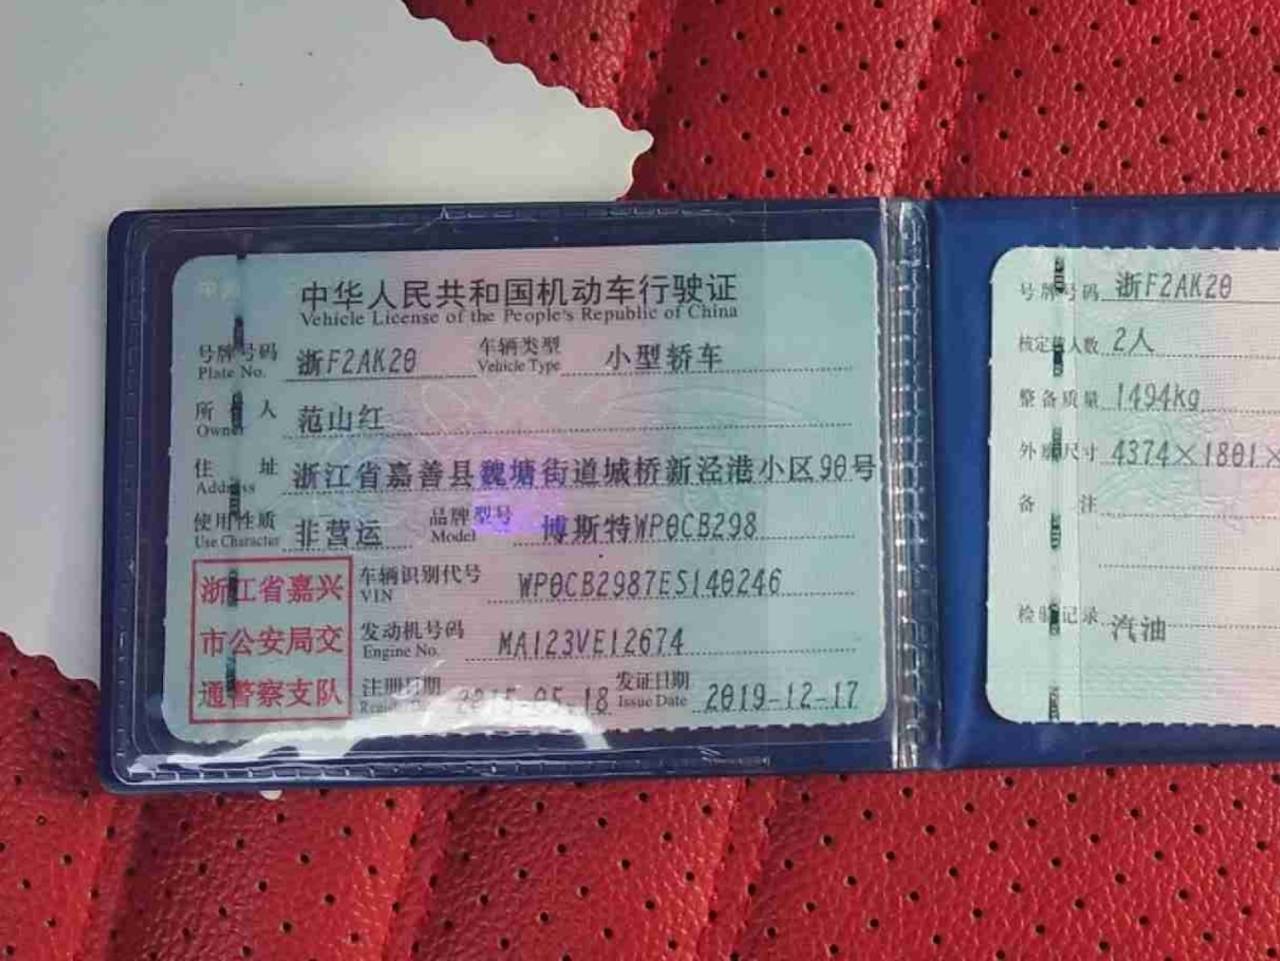 中华人民共和国机动车行驶证
Vehicle License of the People's Republic of China
号牌号码 浙F2AK20 车辆类型 小型轿车
Plate No. Vehicle Type
所 人 范山红
Owner
住 址 浙江省嘉善县魏塘街道城桥新泾港小区90号
Address
使用性质 非营运 品牌型号 博斯特WP0CB298
Use Character Model
浙江省嘉兴
市公安局交
通警察支队
车辆识别代号 WP0CB2987ES140246
VIN
发动机号码 MA123VE12674
Engine No.
注册日期 2015-05-18 发证日期 2019-12-17
Issue Date
号牌号码 浙F2AK20
核定人数 2人
整备质量 1494kg
外廓尺寸 4374×1801×
备 注
检验记录 汽油